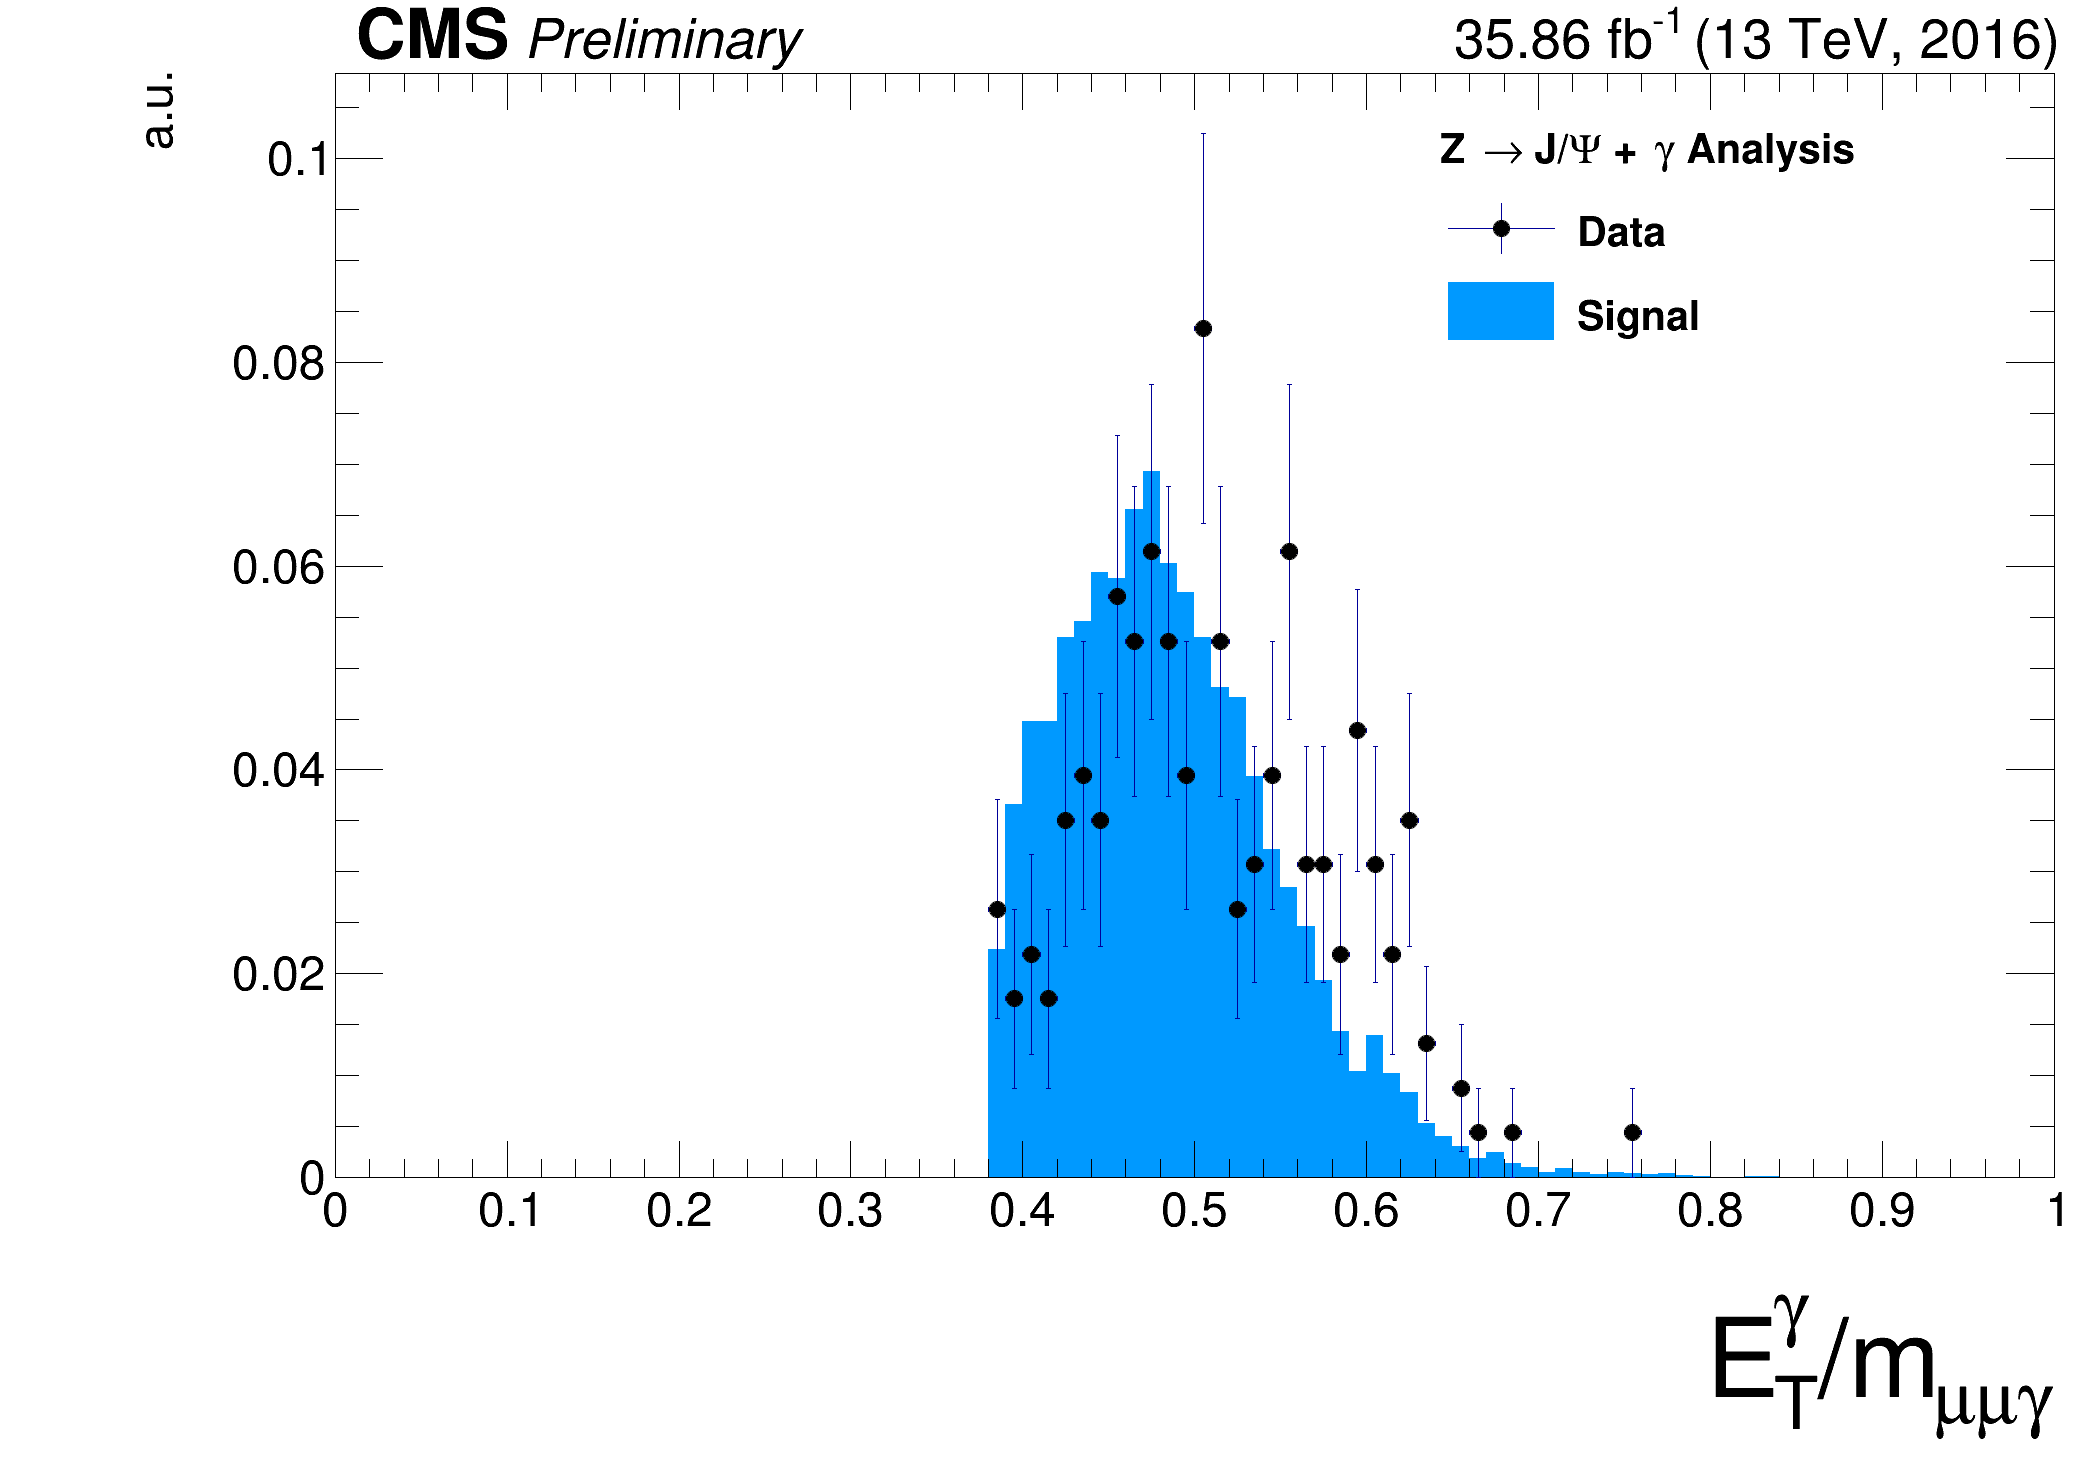 CMS Preliminary 35.86 fb⁻¹ (13 TeV, 2016)
a.u.
Z → J/Ψ + γ Analysis
Data
Signal
0.1
0.08
0.06
0.04
0.02
0
0 0.1 0.2 0.3 0.4 0.5 0.6 0.7 0.8 0.9 1
E_T^γ/m_μμγ